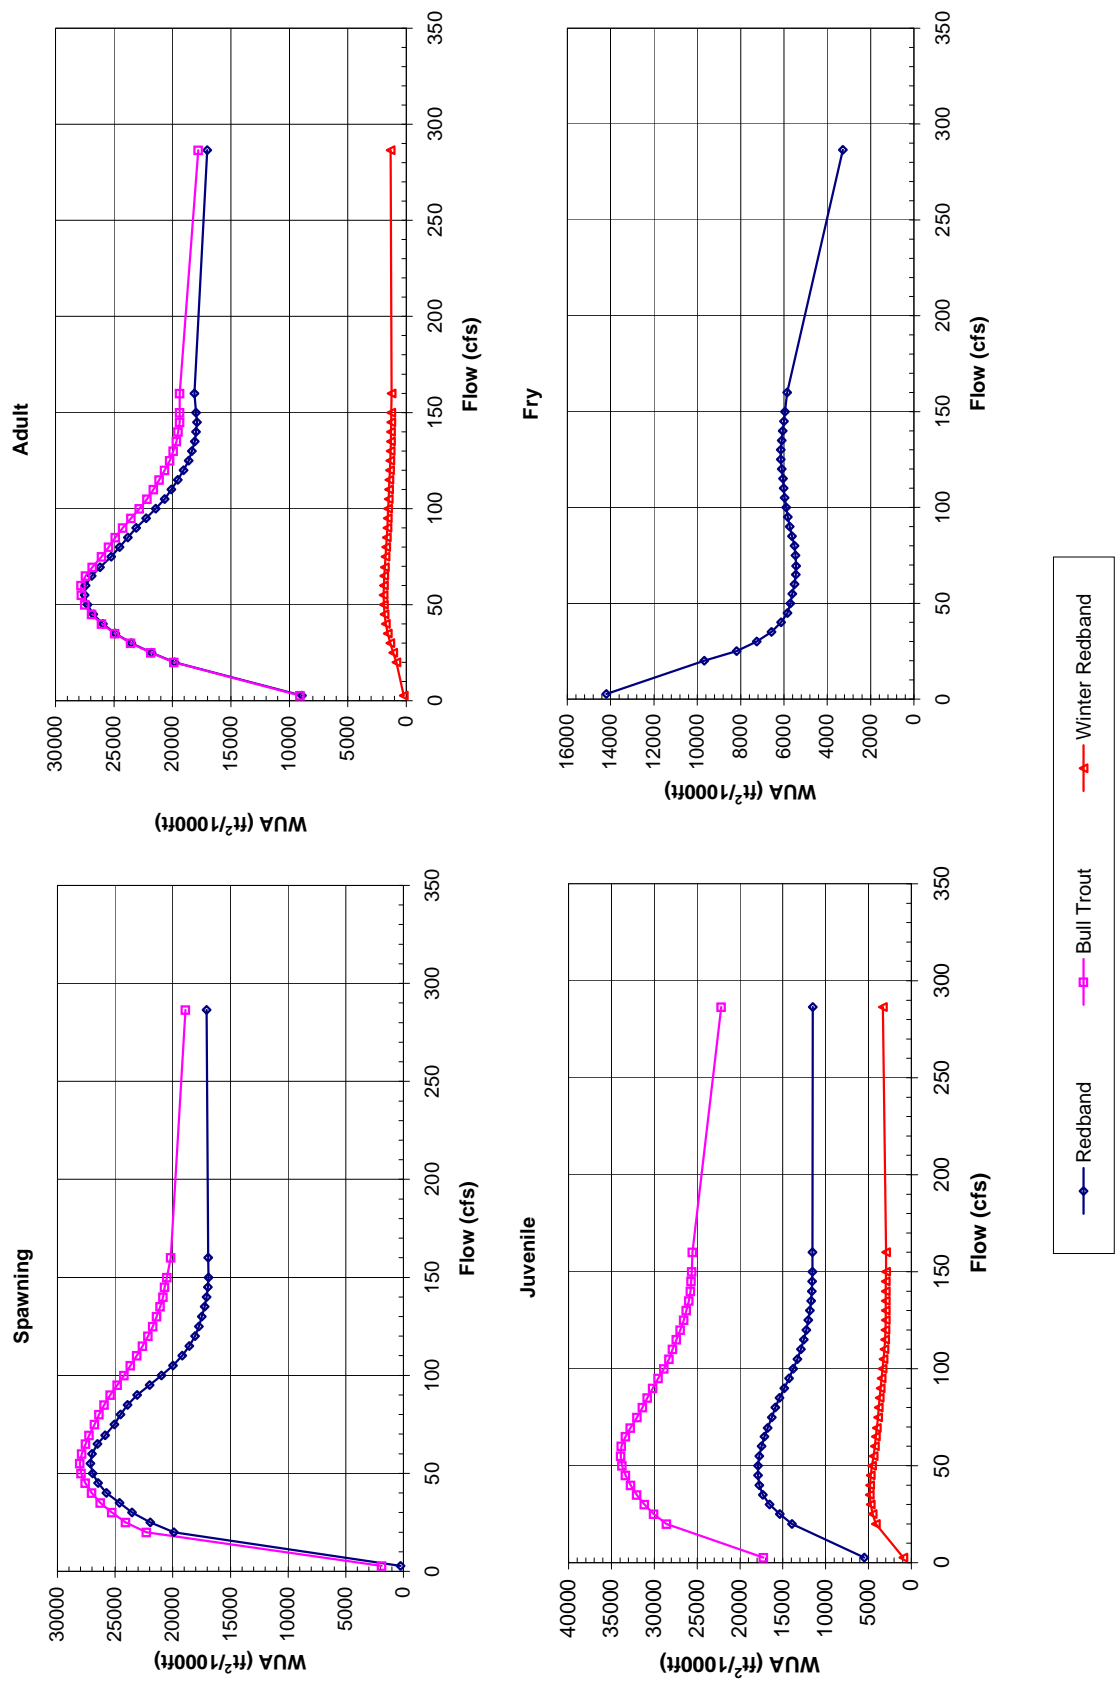 Spawning
WUA (ft²/1000ft)
30000
25000
20000
15000
10000
5000
0
0 50 100 150 200 250 300 350
Flow (cfs)
Adult
WUA (ft²/1000ft)
30000
25000
20000
15000
10000
5000
0
0 50 100 150 200 250 300 350
Flow (cfs)
Juvenile
WUA (ft²/1000ft)
40000
35000
30000
25000
20000
15000
10000
5000
0
0 50 100 150 200 250 300 350
Flow (cfs)
Fry
WUA (ft²/1000ft)
16000
14000
12000
10000
8000
6000
4000
2000
0
0 50 100 150 200 250 300 350
Flow (cfs)
Redband Bull Trout Winter Redband